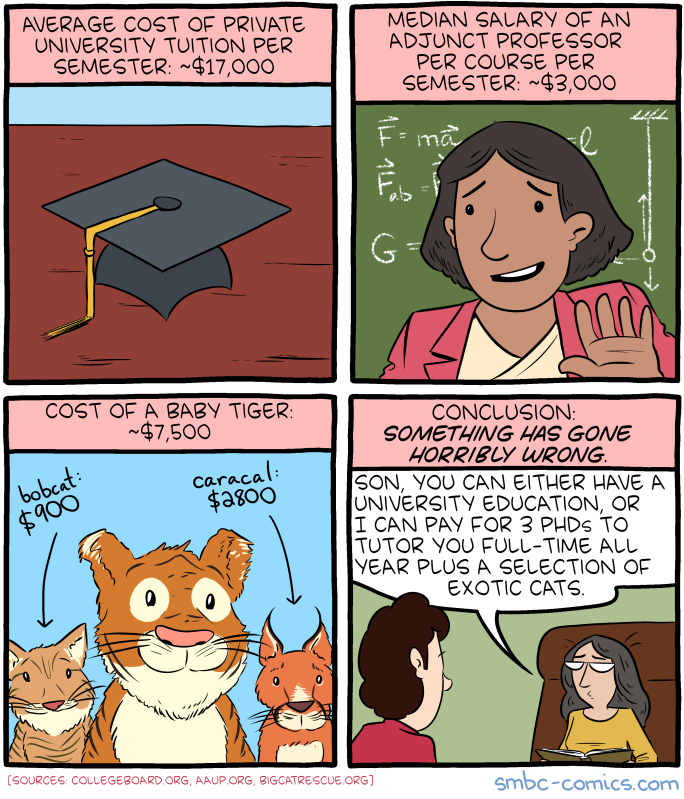 AVERAGE COST OF PRIVATE
UNIVERSITY TUITION PER
SEMESTER: ~$17,000
MEDIAN SALARY OF AN
ADJUNCT PROFESSOR
PER COURSE PER
SEMESTER: ~$3,000
F = ma
F ab =
G =
l
COST OF A BABY TIGER:
~$7,500
bobcat:
$900
caracal:
$2800
CONCLUSION:
SOMETHING HAS GONE
HORRIBLY WRONG.
SON, YOU CAN EITHER HAVE A
UNIVERSITY EDUCATION, OR
I CAN PAY FOR 3 PHDs TO
TUTOR YOU FULL-TIME ALL
YEAR PLUS A SELECTION OF
EXOTIC CATS.
[SOURCES: COLLEGEBOARD.ORG, AAUP.ORG, BIGCATRESCUE.ORG]
smbc-comics.com